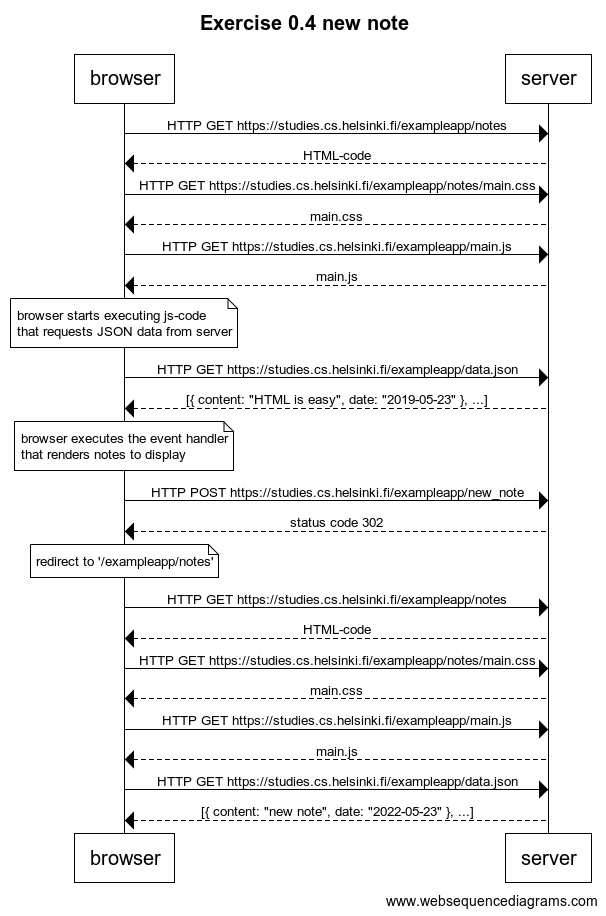 Exercise 0.4 new note
browser
server
HTTP GET https://studies.cs.helsinki.fi/exampleapp/notes
HTML-code
HTTP GET https://studies.cs.helsinki.fi/exampleapp/notes/main.css
main.css
HTTP GET https://studies.cs.helsinki.fi/exampleapp/main.js
main.js
browser starts executing js-code
that requests JSON data from server
HTTP GET https://studies.cs.helsinki.fi/exampleapp/data.json
[{ content: "HTML is easy", date: "2019-05-23" }, ...]
browser executes the event handler
that renders notes to display
HTTP POST https://studies.cs.helsinki.fi/exampleapp/new_note
status code 302
redirect to '/exampleapp/notes'
HTTP GET https://studies.cs.helsinki.fi/exampleapp/notes
HTML-code
HTTP GET https://studies.cs.helsinki.fi/exampleapp/notes/main.css
main.css
HTTP GET https://studies.cs.helsinki.fi/exampleapp/main.js
main.js
HTTP GET https://studies.cs.helsinki.fi/exampleapp/data.json
[{ content: "new note", date: "2022-05-23" }, ...]
browser
server
www.websequencediagrams.com